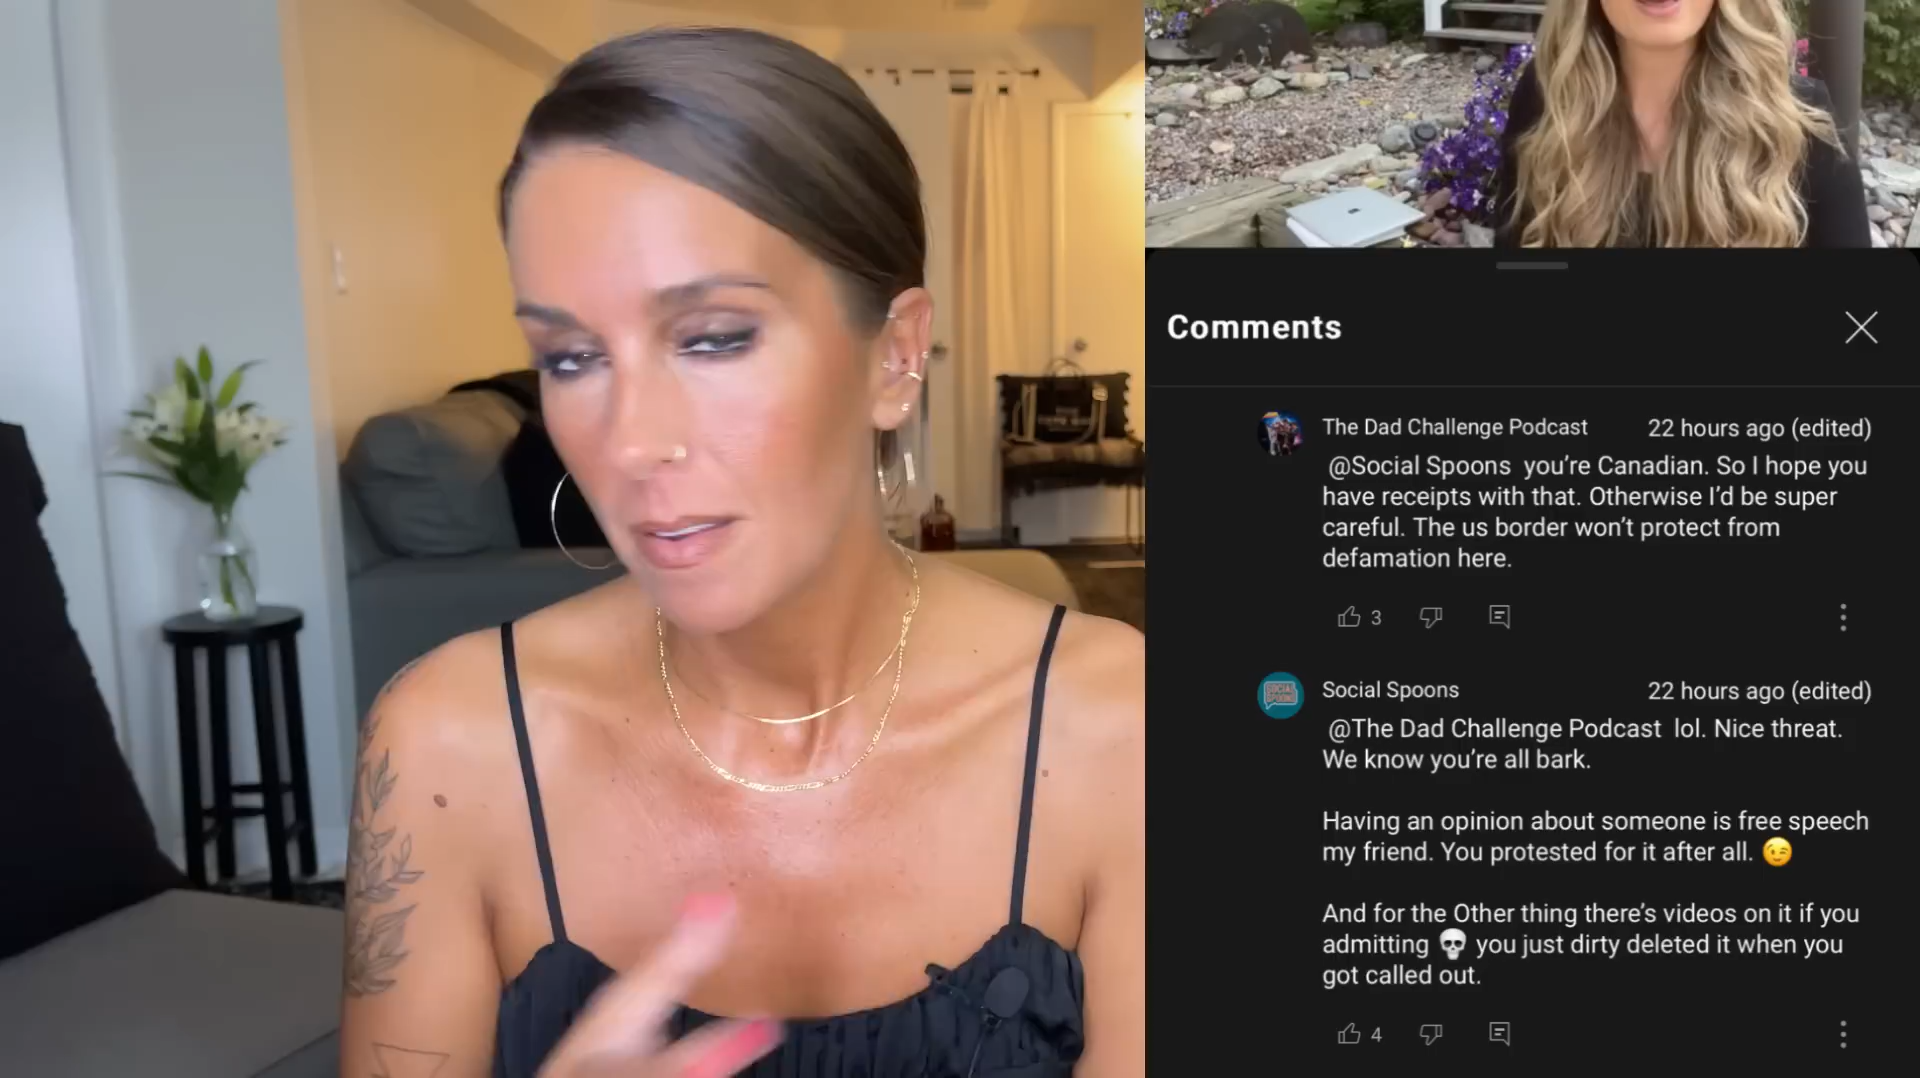 Comments
The Dad Challenge Podcast 22 hours ago (edited)
@Social Spoons you’re Canadian. So I hope you
have receipts with that. Otherwise I’d be super
careful. The us border won’t protect from
defamation here.
3
SOCIAL
SPOONS
Social Spoons 22 hours ago (edited)
@The Dad Challenge Podcast lol. Nice threat.
We know you’re all bark.
Having an opinion about someone is free speech
my friend. You protested for it after all. 😉
And for the Other thing there’s videos on it if you
admitting 💀 you just dirty deleted it when you
got called out.
4